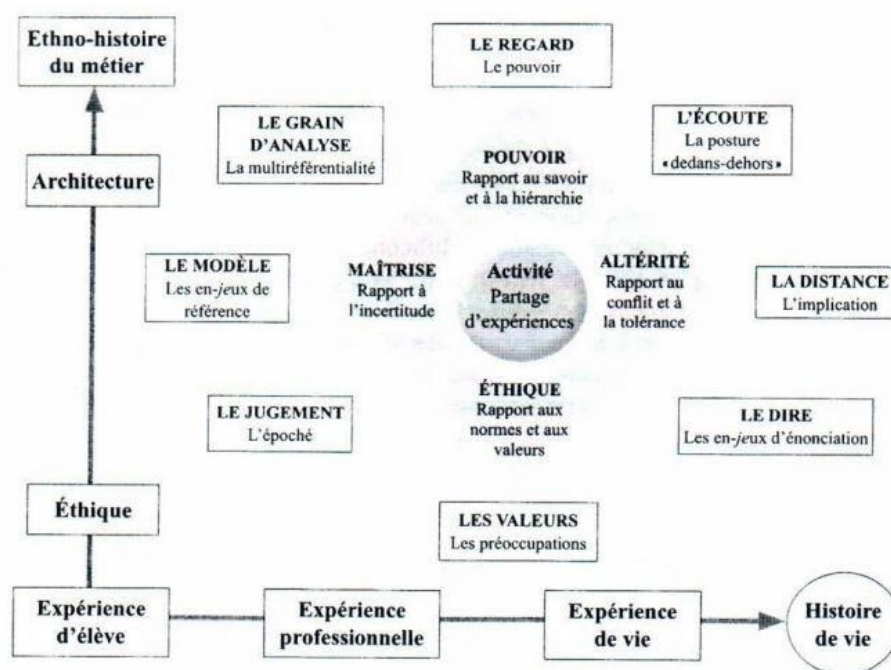 Ethno-histoire
du métier
LE REGARD
Le pouvoir
LE GRAIN
D'ANALYSE
La multiréférentialité
L'ÉCOUTE
La posture
«dedans-dehors»
Architecture
POUVOIR
Rapport au savoir
et à la hiérarchie
LE MODÈLE
Les en-jeux de
référence
MAÎTRISE
Rapport à
l'incertitude
Activité
Partage
d'expériences
ALTÉRITÉ
Rapport au
conflit et à
la tolérance
LA DISTANCE
L'implication
LE JUGEMENT
L'époché
ÉTHIQUE
Rapport aux
normes et aux
valeurs
LE DIRE
Les en-jeux d'énonciation
Éthique
LES VALEURS
Les préoccupations
Expérience
d'élève
Expérience
professionnelle
Expérience
de vie
Histoire
de vie